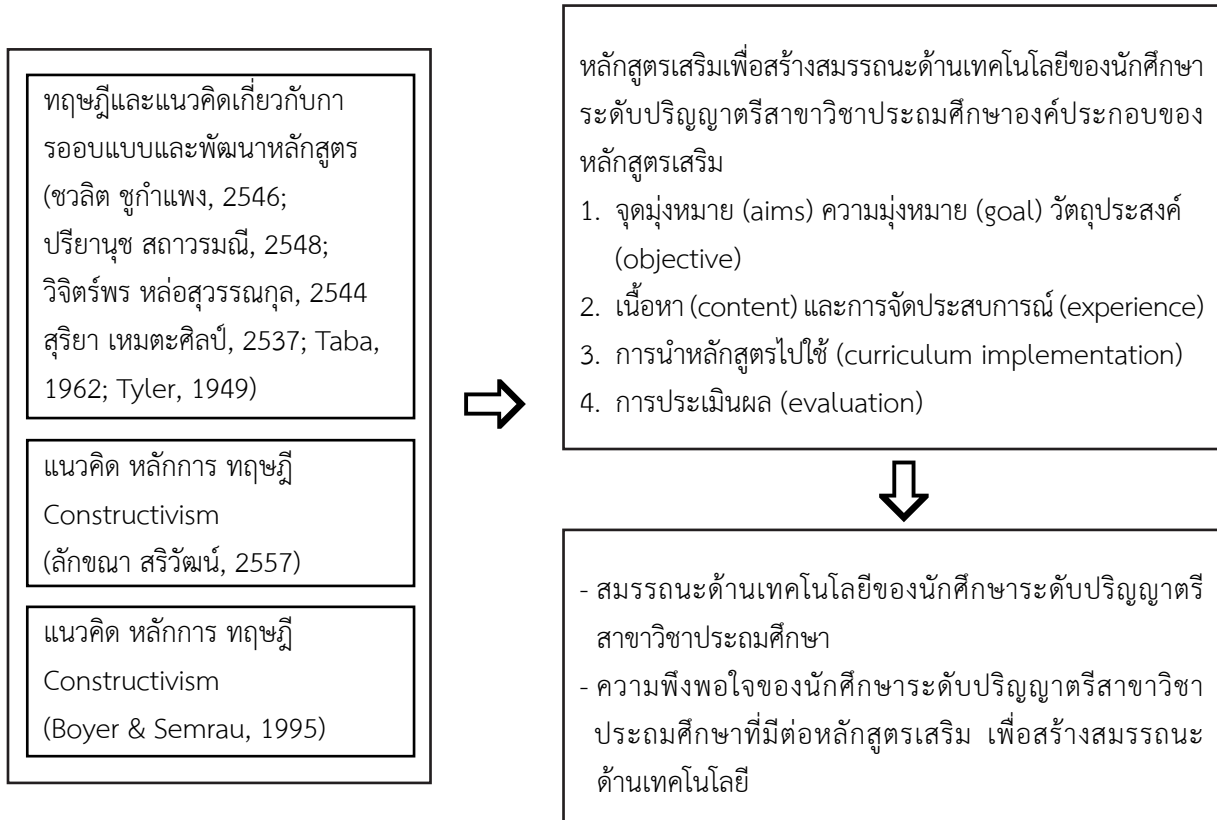 ทฤษฎีและแนวคิดเกี่ยวกับกา
รออบแบบและพัฒนาหลักสูตร
(ชวลิต ชูกำแพง, 2546;
ปรียานุช สถาวรมณี, 2548;
วิจิตร์พร หล่อสุวรรณกุล, 2544
สุริยา เหมตะศิลป์, 2537; Taba,
1962; Tyler, 1949)
แนวคิด หลักการ ทฤษฎี
Constructivism
(ลักขณา สริวัฒน์, 2557)
แนวคิด หลักการ ทฤษฎี
Constructivism
(Boyer & Semrau, 1995)
หลักสูตรเสริมเพื่อสร้างสมรรถนะด้านเทคโนโลยีของนักศึกษา
ระดับปริญญาตรีสาขาวิชาประถมศึกษาองค์ประกอบของ
หลักสูตรเสริม
1. จุดมุ่งหมาย (aims) ความมุ่งหมาย (goal) วัตถุประสงค์
(objective)
2. เนื้อหา (content) และการจัดประสบการณ์ (experience)
3. การนำหลักสูตรไปใช้ (curriculum implementation)
4. การประเมินผล (evaluation)
- สมรรถนะด้านเทคโนโลยีของนักศึกษาระดับปริญญาตรี
สาขาวิชาประถมศึกษา
- ความพึงพอใจของนักศึกษาระดับปริญญาตรีสาขาวิชา
ประถมศึกษาที่มีต่อหลักสูตรเสริม เพื่อสร้างสมรรถนะ
ด้านเทคโนโลยี